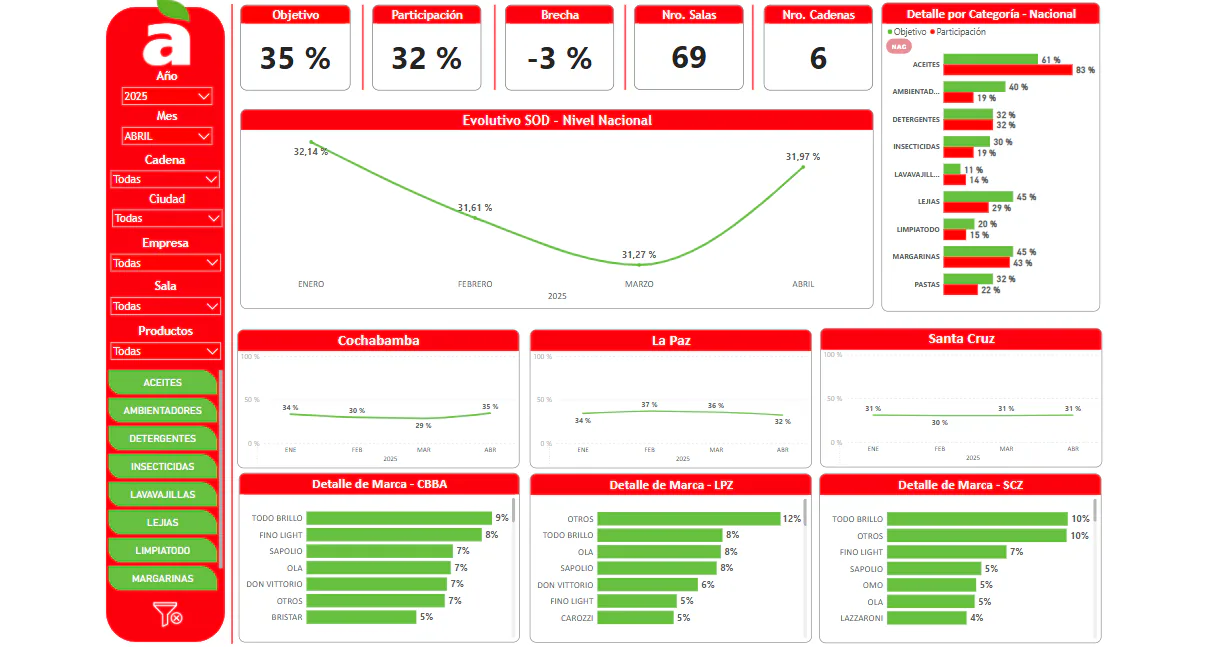 a
Año
2025
Mes
ABRIL
Cadena
Todas
Ciudad
Todas
Empresa
Todas
Sala
Todas
Productos
Todas
ACEITES
AMBIENTADORES
DETERGENTES
INSECTICIDAS
LAVAVAJILLAS
LEJIAS
LIMPIATODO
MARGARINAS
Objetivo
35 %
Participación
32 %
Brecha
-3 %
Nro. Salas
69
Nro. Cadenas
6
Evolutivo SOD - Nivel Nacional
32,14 %
31,61 %
31,27 %
31,97 %
ENERO FEBRERO MARZO ABRIL
2025
Detalle por Categoría - Nacional
Objetivo Participación
NAC
ACEITES 61 % 83 %
AMBIENTAD... 40 % 19 %
DETERGENTES 32 % 32 %
INSECTICIDAS 30 % 19 %
LAVAVAJILL... 11 % 14 %
LEJIAS 45 % 29 %
LIMPIATODO 20 % 15 %
MARGARINAS 45 % 43 %
PASTAS 32 % 22 %
Cochabamba
100 %
50 %
0 %
34 % 30 % 29 % 35 %
ENE FEB MAR ABR
2025
La Paz
100 %
50 %
0 %
34 % 37 % 36 % 32 %
ENE FEB MAR ABR
2025
Santa Cruz
100 %
50 %
0 %
31 % 30 % 31 % 31 %
ENE FEB MAR ABR
2025
Detalle de Marca - CBBA
TODO BRILLO 9%
FINO LIGHT 8%
SAPOLIO 7%
OLA 7%
DON VITTORIO 7%
OTROS 7%
BRISTAR 5%
Detalle de Marca - LPZ
OTROS 12%
TODO BRILLO 8%
OLA 8%
SAPOLIO 8%
DON VITTORIO 6%
FINO LIGHT 5%
CAROZZI 5%
Detalle de Marca - SCZ
TODO BRILLO 10%
OTROS 10%
FINO LIGHT 7%
SAPOLIO 5%
OMO 5%
OLA 5%
LAZZARONI 4%